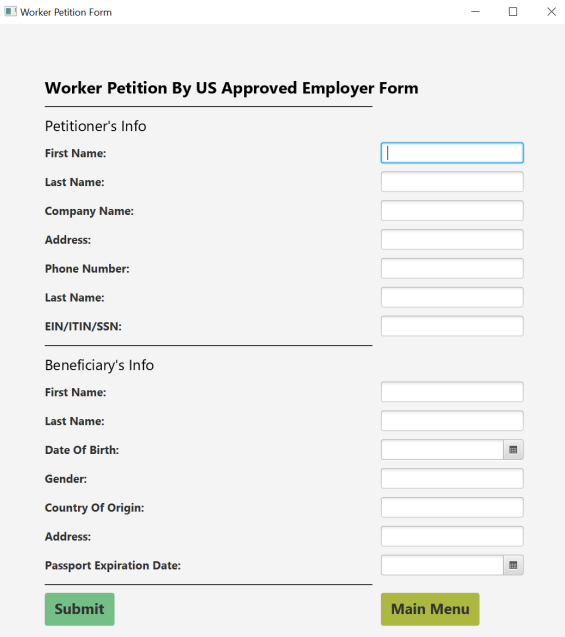 Worker Petition Form
Worker Petition By US Approved Employer Form
Petitioner's Info
First Name:
Last Name:
Company Name:
Address:
Phone Number:
Last Name:
EIN/ITIN/SSN:
Beneficiary's Info
First Name:
Last Name:
Date Of Birth:
Gender:
Country Of Origin:
Address:
Passport Expiration Date:
Submit Main Menu